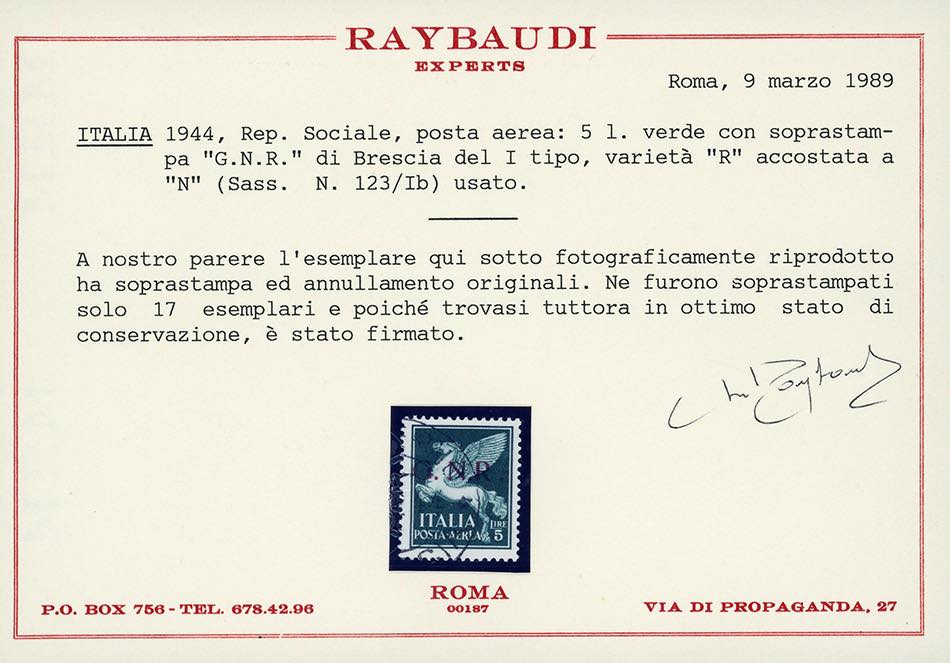 RAYBAUDI
EXPERTS
Roma, 9 marzo 1989
ITALIA 1944, Rep. Sociale, posta aerea: 5 l. verde con soprastam-
pa "G.N.R." di Brescia del I tipo, varietà "R" accostata a
"N" (Sass. N. 123/Ib) usato.
A nostro parere l'esemplare qui sotto fotograficamente riprodotto
ha soprastampa ed annullamento originali. Ne furono soprastampati
solo 17 esemplari e poiché trovasi tuttora in ottimo stato di
conservazione, è stato firmato.
G. N R
ITALIA
POSTA-AEREA
LIRE
5
ROMA
00187
P.O. BOX 756 - TEL. 678.42.96
VIA DI PROPAGANDA, 27